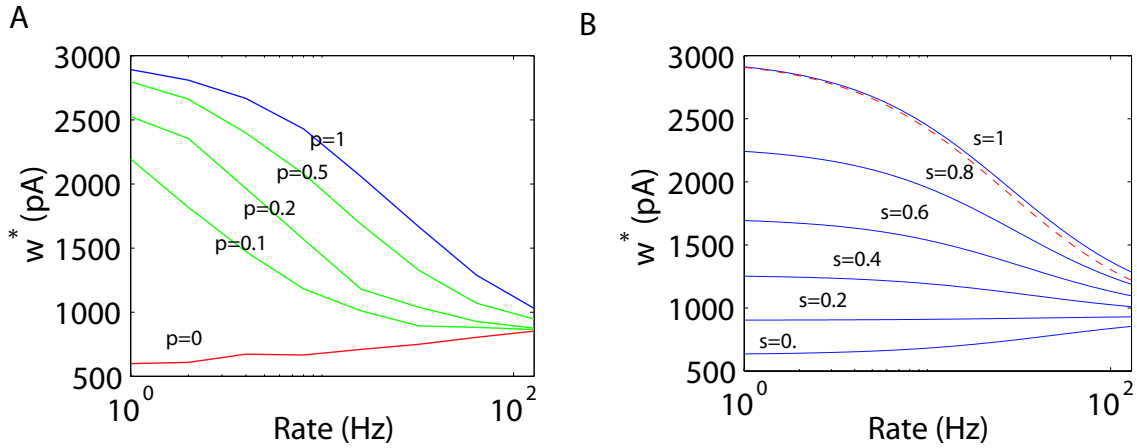 A
3000
2500
2000
1500
1000
500
w* (pA)
p=1
p=0.5
p=0.2
p=0.1
p=0
10^0
10^2
Rate (Hz)
B
3000
2500
2000
1500
1000
500
w* (pA)
s=1
s=0.8
s=0.6
s=0.4
s=0.2
s=0.
10^0
10^2
Rate (Hz)